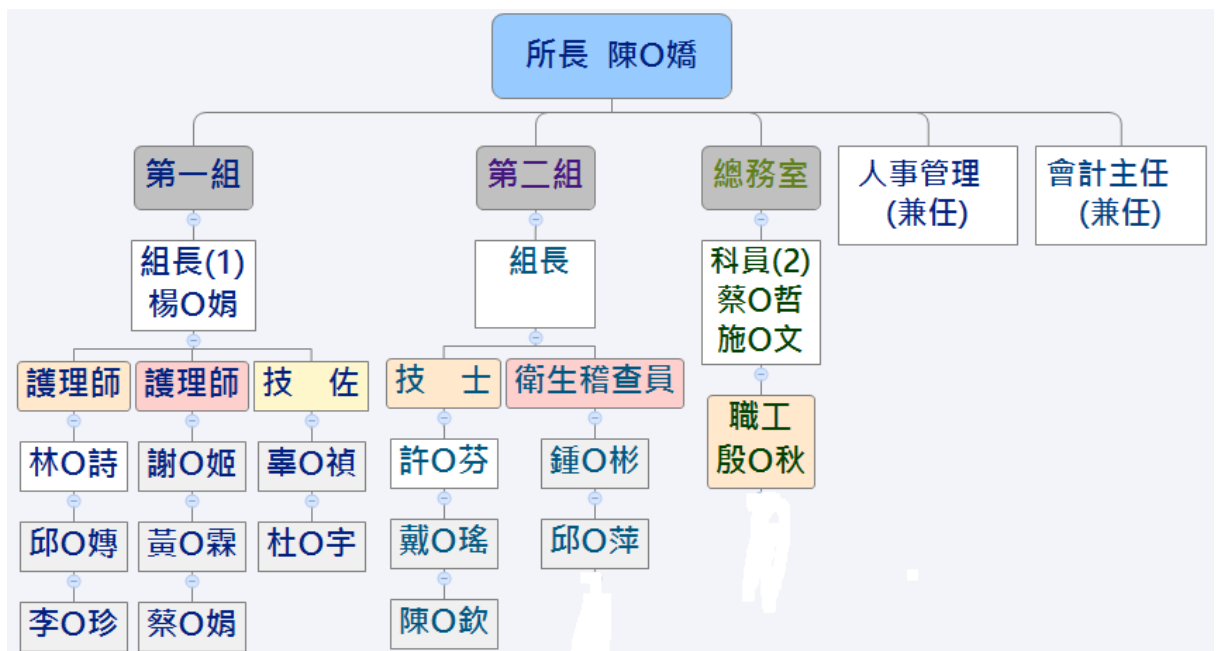 所長 陳O嬌
第一組
第二組
總務室
人事管理
(兼任)
會計主任
(兼任)
組長(1)
楊O娟
組長
科員(2)
蔡O哲
施O文
護理師
護理師
技 佐
技 士
衛生稽查員
職工
殷O秋
林O詩
謝O姬
辜O禎
許O芬
鍾O彬
邱O嫥
黃O霖
杜O宇
戴O瑤
邱O萍
李O珍
蔡O娟
陳O欽